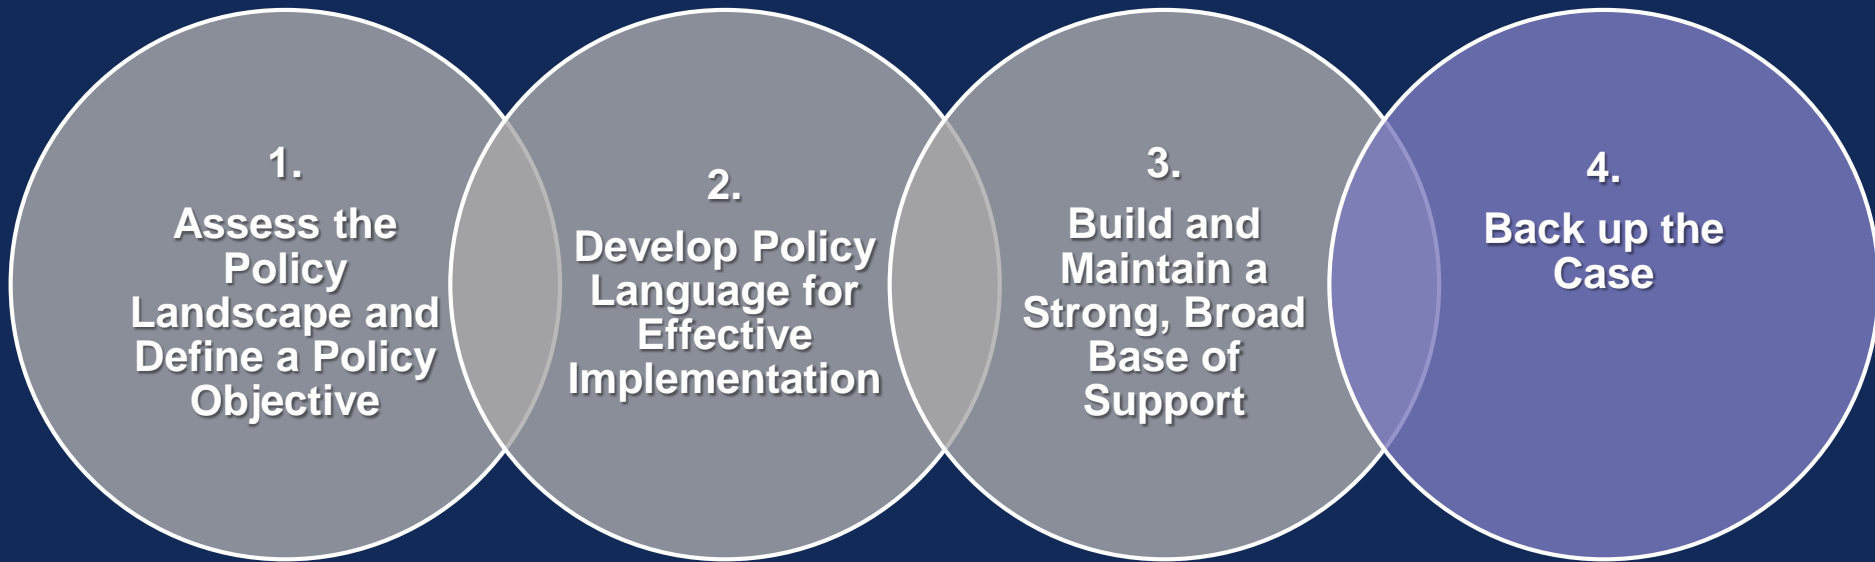 1.
Assess the
Policy
Landscape and
Define a Policy
Objective
2.
Develop Policy
Language for
Effective
Implementation
3.
Build and
Maintain a
Strong, Broad
Base of
Support
4.
Back up the
Case